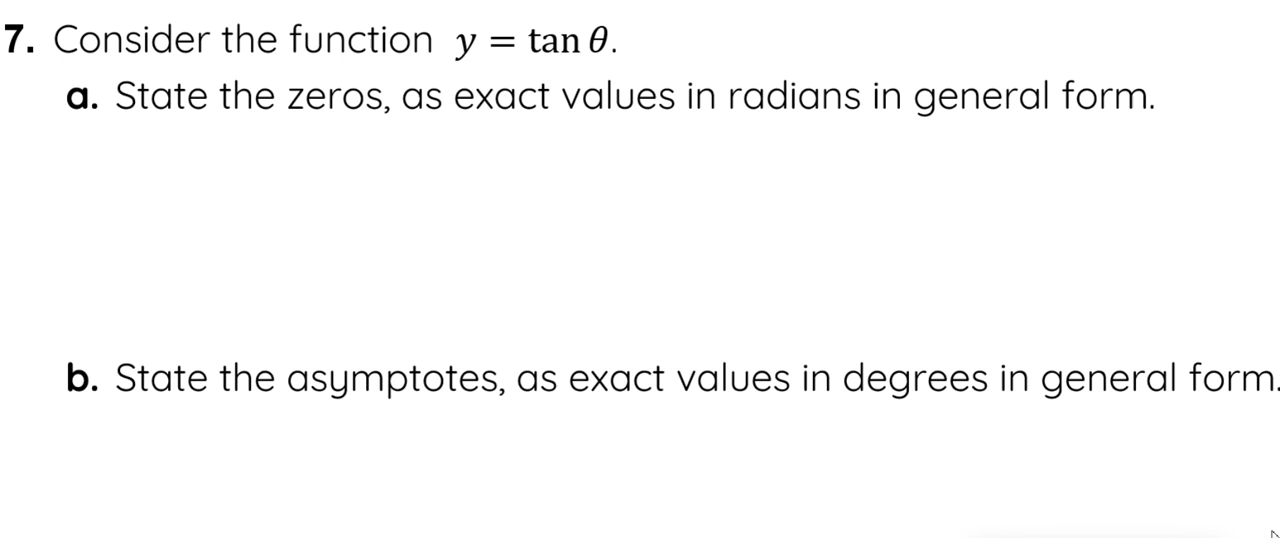 7. Consider the function y = tan θ.
a. State the zeros, as exact values in radians in general form.
b. State the asymptotes, as exact values in degrees in general form.